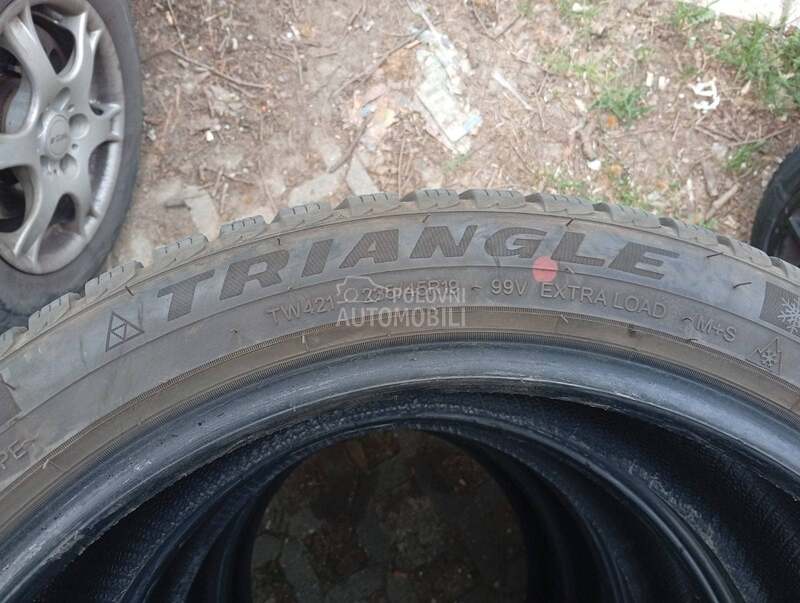 TRIANGLE
TW421 99V EXTRA LOAD M+S
POLOVNI
AUTOMOBILI